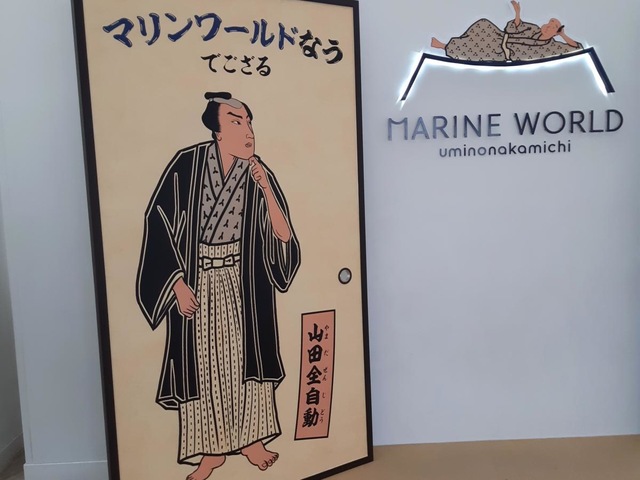 マリンワールドなう
でござる
山田全自動
やまだぜんじどう
MARINE WORLD
uminonakamichi